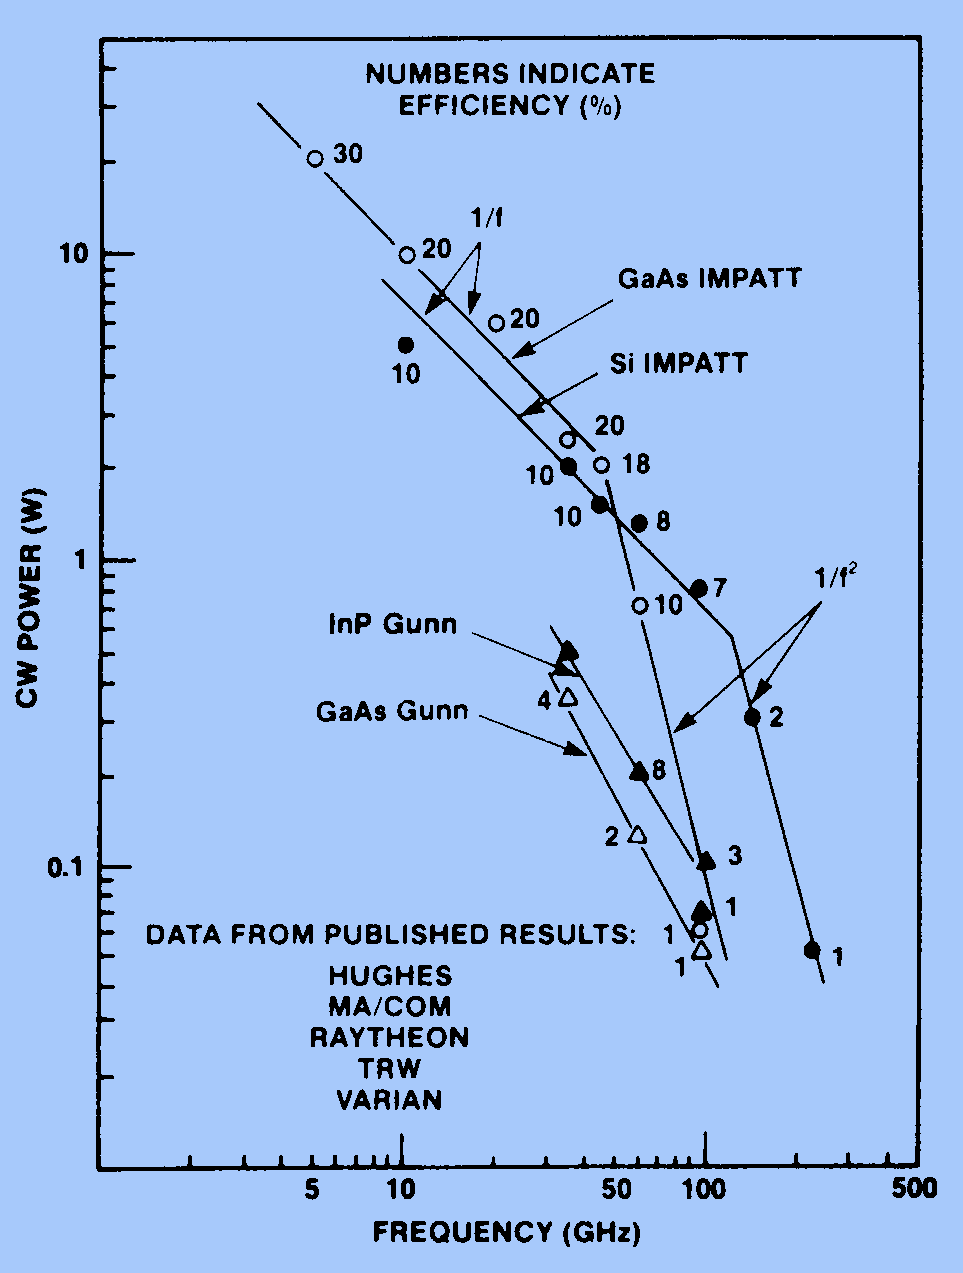 NUMBERS INDICATE
EFFICIENCY (%)
30
20
1/f
10
GaAs IMPATT
20
Si IMPATT
10
20
10
18
10
8
1
7
1/f²
10
InP Gunn
4
GaAs Gunn
2
8
2
0.1
3
1
DATA FROM PUBLISHED RESULTS:
1
1
1
HUGHES
MA/COM
RAYTHEON
TRW
VARIAN
CW POWER (W)
5
10
50
100
500
FREQUENCY (GHz)